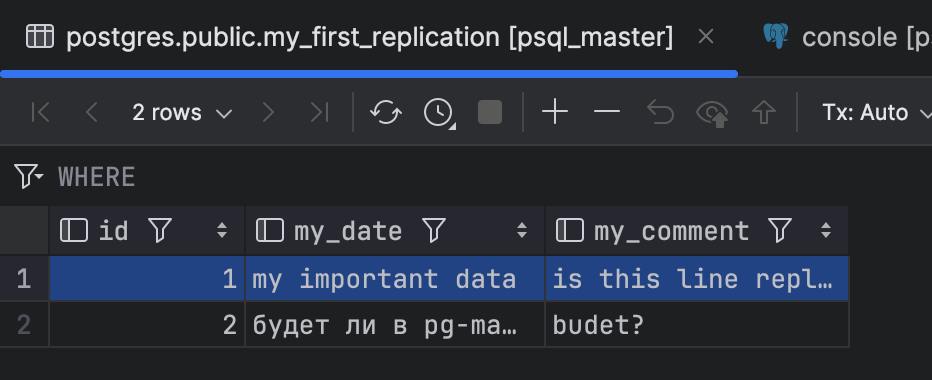 postgres.public.my_first_replication [psql_master] console [p
2 rows Tx: Auto
WHERE
id my_date my_comment
1 1 my important data is this line repl…
2 2 будет ли в pg-ma… budet?